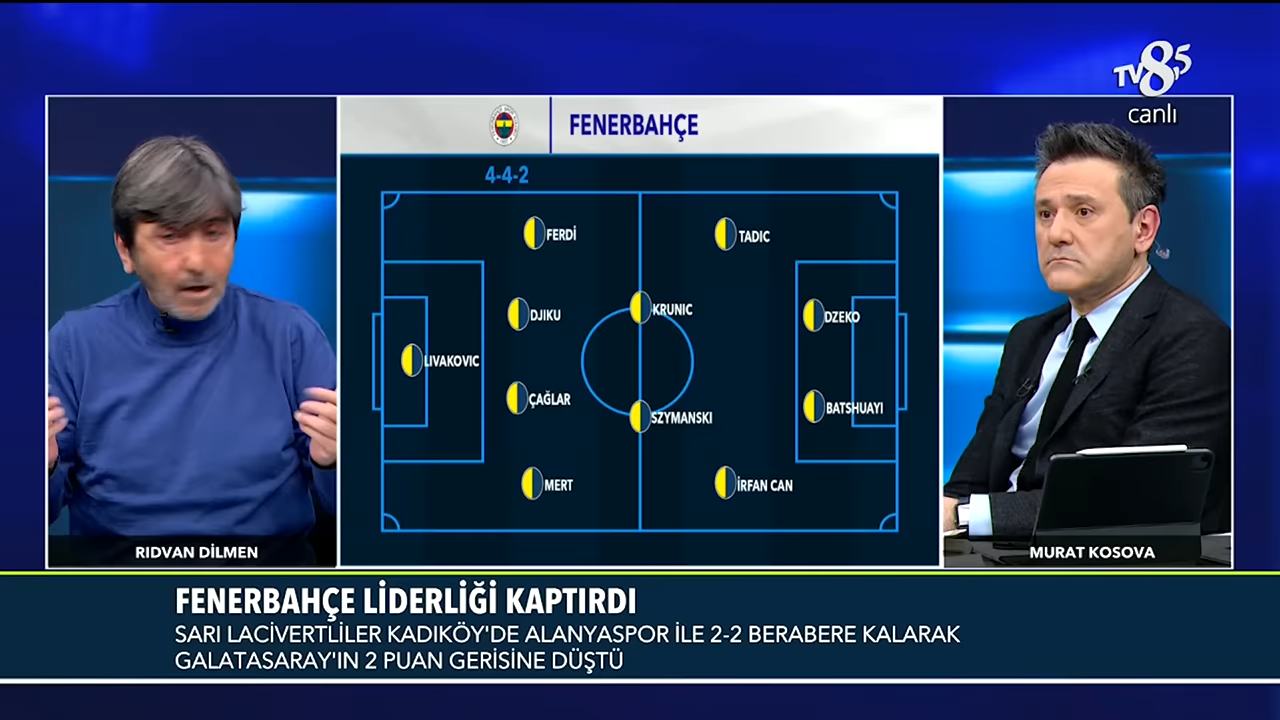 TV8,5
canlı
FENERBAHÇE
4-4-2
FERDİ
TADIC
DJIKU
KRUNIC
DZEKO
LIVAKOVIC
ÇAĞLAR
BATSHUAYI
SZYMANSKI
MERT
İRFAN CAN
RIDVAN DİLMEN
MURAT KOSOVA
FENERBAHÇE LİDERLİĞİ KAPTIRDI
SARI LACİVERTLİLER KADIKÖY'DE ALANYASPOR İLE 2-2 BERABERE KALARAK
GALATASARAY'IN 2 PUAN GERİSİNE DÜŞTÜ